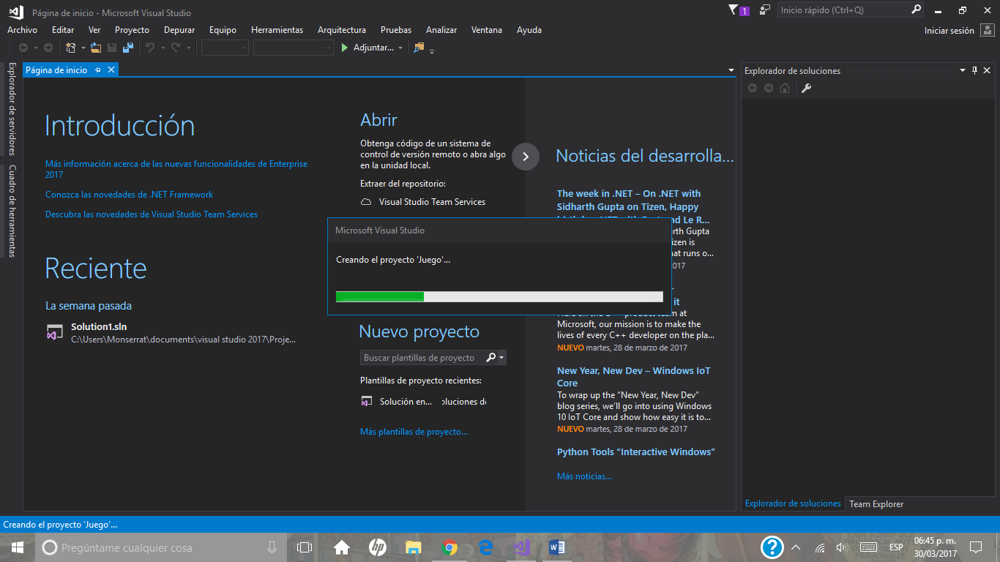 Página de inicio - Microsoft Visual Studio
1
Inicio rápido (Ctrl+Q)
Archivo Editar Ver Proyecto Depurar Equipo Herramientas Arquitectura Pruebas Analizar Ventana Ayuda
Iniciar sesión
Adjuntar...
Explorador de servidores
Cuadro de herramientas
Página de inicio
Introducción
Más información acerca de las nuevas funcionalidades de Enterprise
2017
Conozca las novedades de .NET Framework
Descubra las novedades de Visual Studio Team Services
Reciente
La semana pasada
Solution1.sln
C:\Users\Monserrat\documents\visual studio 2017\Proje...
Abrir
Obtenga código de un sistema de
control de versión remoto o abra algo
en la unidad local.
Extraer del repositorio:
Visual Studio Team Services
Microsoft Visual Studio
Creando el proyecto 'Juego'...
Nuevo proyecto
Buscar plantillas de proyecto
Plantillas de proyecto recientes:
Solución en... oluciones de
Más plantillas de proyecto...
Noticias del desarrolla...
The week in .NET – On .NET with
Sidharth Gupta on Tizen, Happy
d Le R...
rth Gupta
izen is
at runs o...
017
it
Microsoft, our mission is to make the
lives of every C++ developer on the pla...
NUEVO martes, 28 de marzo de 2017
New Year, New Dev – Windows IoT
Core
To wrap up the “New Year, New Dev”
blog series, we’ll go into using Windows
10 IoT Core and show how easy it is to...
NUEVO martes, 28 de marzo de 2017
Python Tools “Interactive Windows”
Más noticias...
Explorador de soluciones
Explorador de soluciones Team Explorer
Creando el proyecto 'Juego'...
Pregúntame cualquier cosa
ESP
06:45 p. m.
30/03/2017